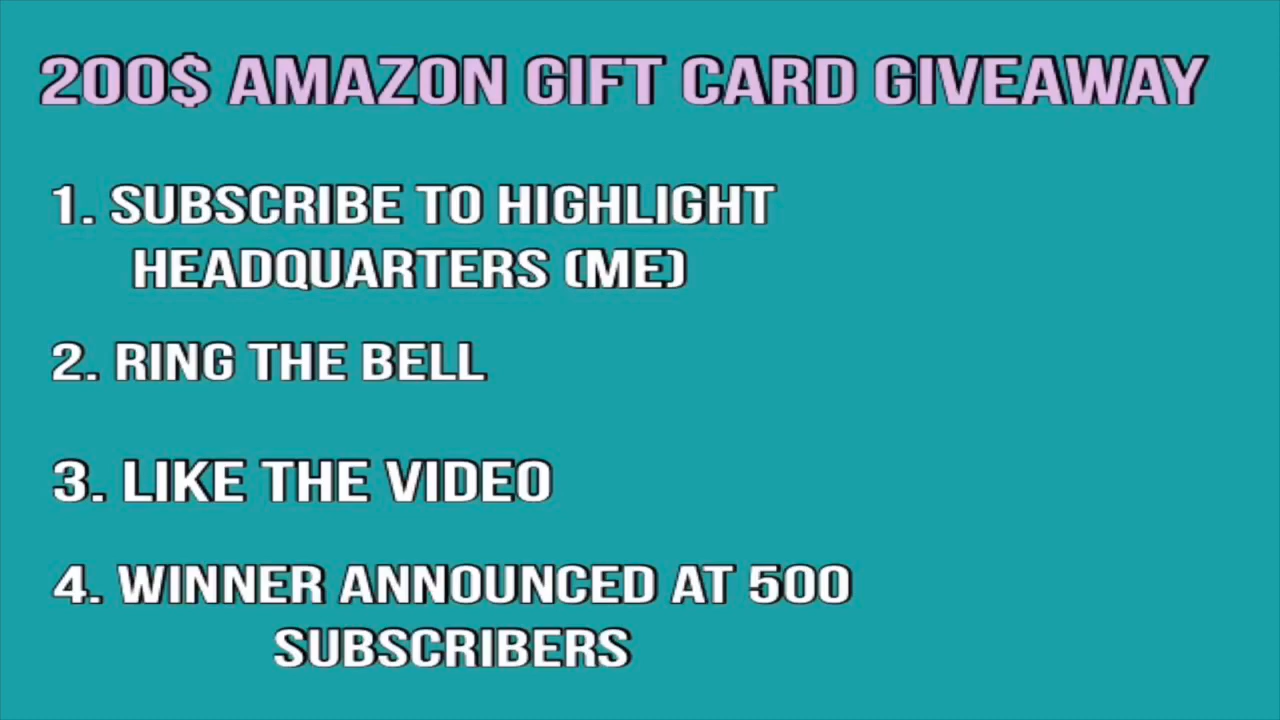 200$ AMAZON GIFT CARD GIVEAWAY
1. SUBSCRIBE TO HIGHLIGHT
HEADQUARTERS (ME)
2. RING THE BELL
3. LIKE THE VIDEO
4. WINNER ANNOUNCED AT 500
SUBSCRIBERS